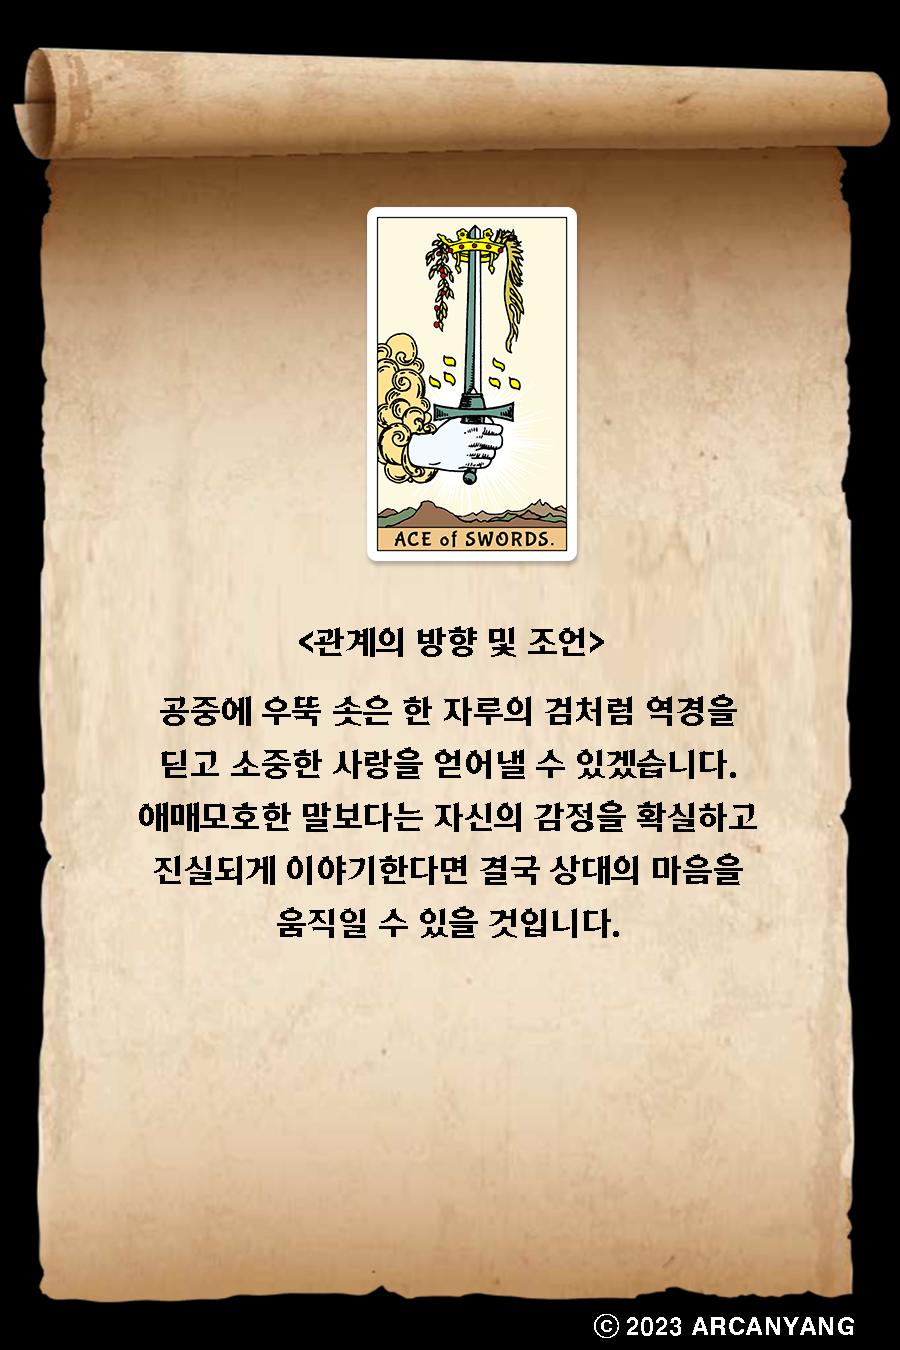 ACE of SWORDS.
<관계의 방향 및 조언>
공중에 우뚝 솟은 한 자루의 검처럼 역경을
딛고 소중한 사랑을 얻어낼 수 있겠습니다.
애매모호한 말보다는 자신의 감정을 확실하고
진실되게 이야기한다면 결국 상대의 마음을
움직일 수 있을 것입니다.
ⓒ 2023 ARCANYANG